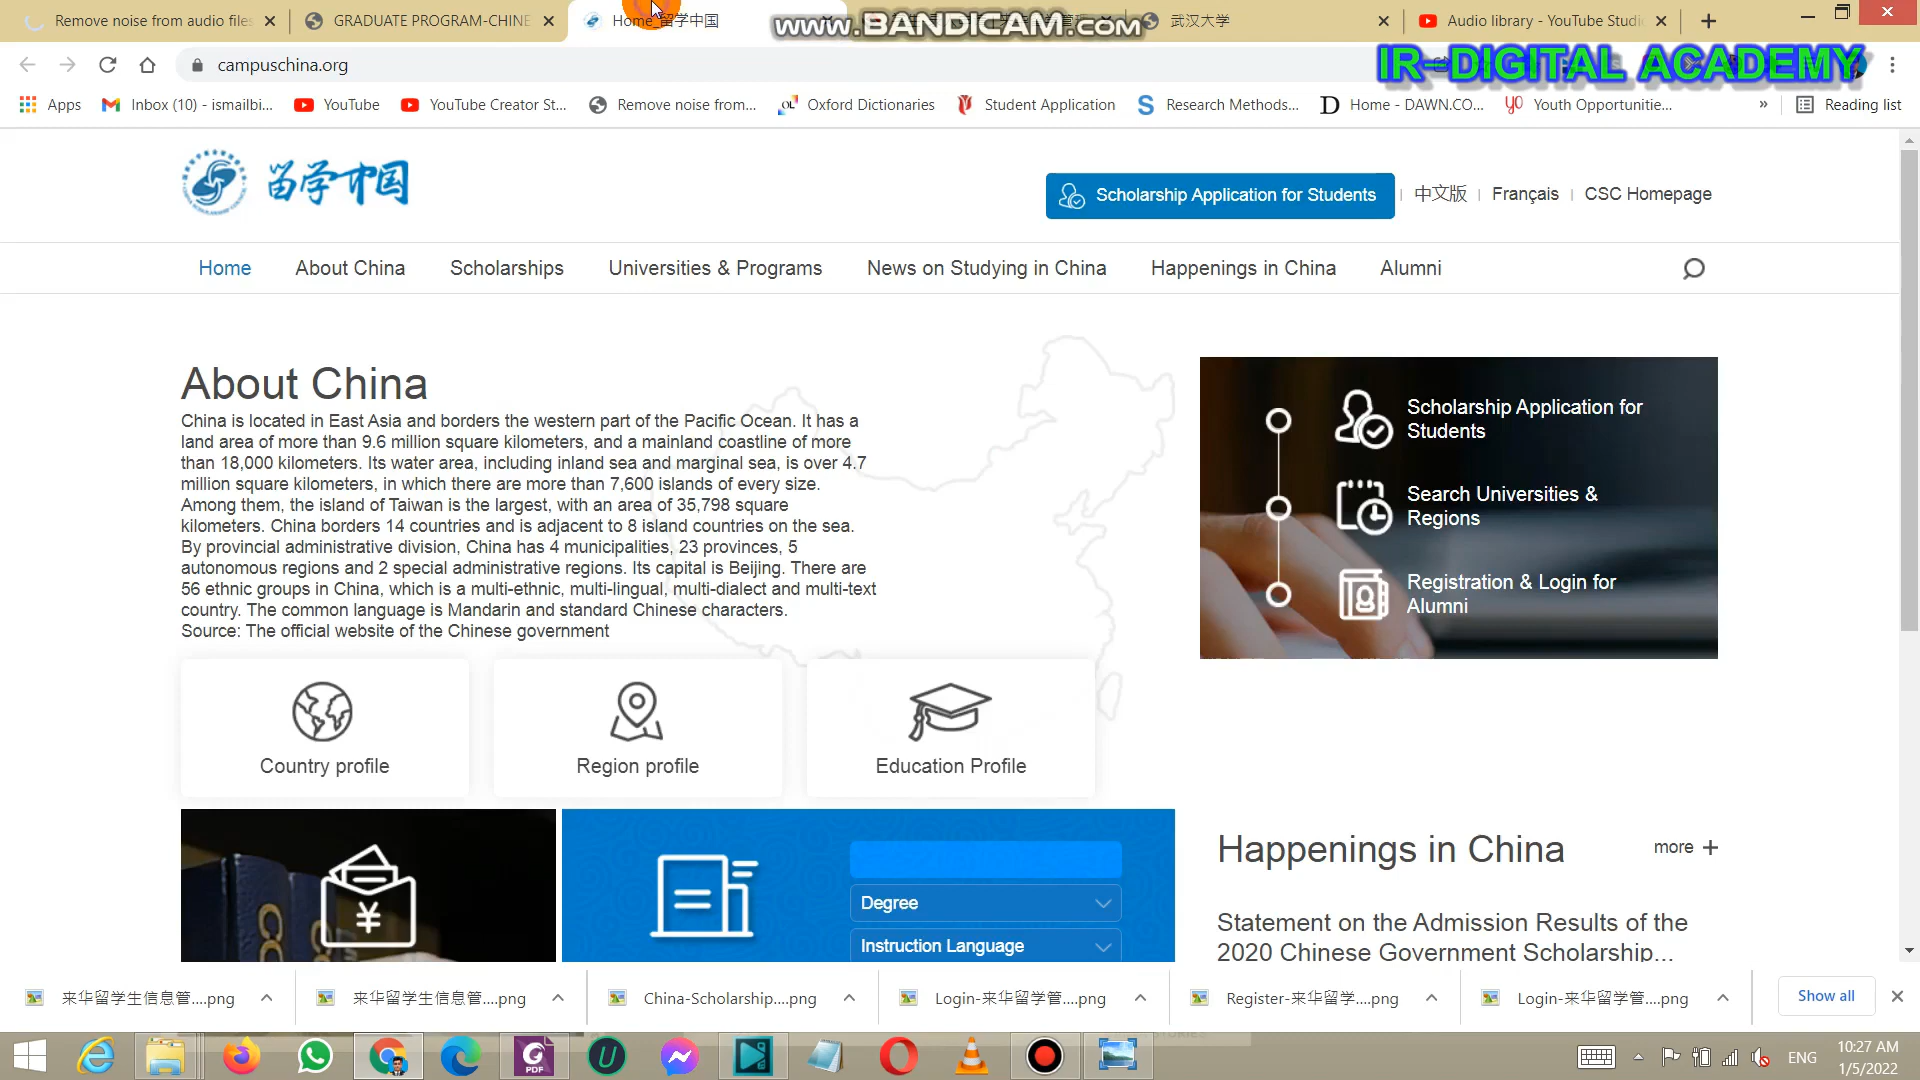 Remove noise from audio files
GRADUATE PROGRAM-CHINE
Home_留学中国
www.BANDICAM.com
武汉大学
Audio library - YouTube Studio
campuschina.org
IR-DIGITAL ACADEMY
Apps
Inbox (10) - ismailbi...
YouTube
YouTube Creator St...
Remove noise from...
Oxford Dictionaries
Student Application
Research Methods...
Home - DAWN.CO...
Youth Opportunitie...
»
Reading list
留学中国
Scholarship Application for Students
中文版
Français
CSC Homepage
Home
About China
Scholarships
Universities & Programs
News on Studying in China
Happenings in China
Alumni
About China
China is located in East Asia and borders the western part of the Pacific Ocean. It has a
land area of more than 9.6 million square kilometers, and a mainland coastline of more
than 18,000 kilometers. Its water area, including inland sea and marginal sea, is over 4.7
million square kilometers, in which there are more than 7,600 islands of every size.
Among them, the island of Taiwan is the largest, with an area of 35,798 square
kilometers. China borders 14 countries and is adjacent to 8 island countries on the sea.
By provincial administrative division, China has 4 municipalities, 23 provinces, 5
autonomous regions and 2 special administrative regions. Its capital is Beijing. There are
56 ethnic groups in China, which is a multi-ethnic, multi-lingual, multi-dialect and multi-text
country. The common language is Mandarin and standard Chinese characters.
Source: The official website of the Chinese government
Scholarship Application for
Students
Search Universities &
Regions
Registration & Login for
Alumni
Country profile
Region profile
Education Profile
Degree
Instruction Language
Happenings in China
more +
Statement on the Admission Results of the
2020 Chinese Government Scholarship...
来华留学生信息管....png
来华留学生信息管....png
China-Scholarship....png
Login-来华留学管....png
Register-来华留学....png
Login-来华留学管....png
Show all
ENG
10:27 AM
1/5/2022